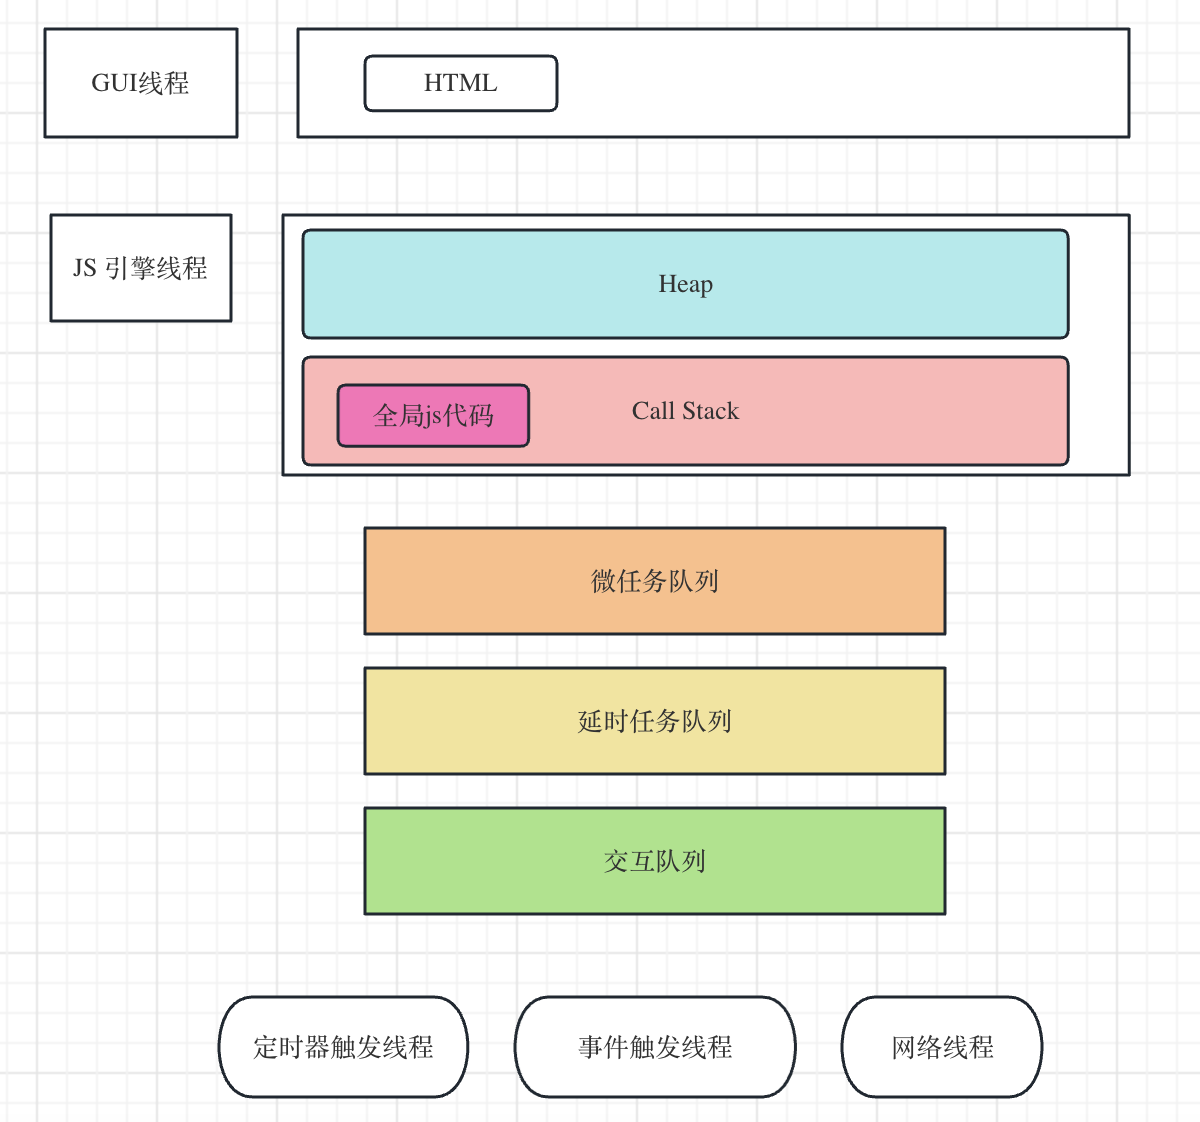 GUI线程
HTML
JS 引擎线程
Heap
全局js代码
Call Stack
微任务队列
延时任务队列
交互队列
定时器触发线程
事件触发线程
网络线程